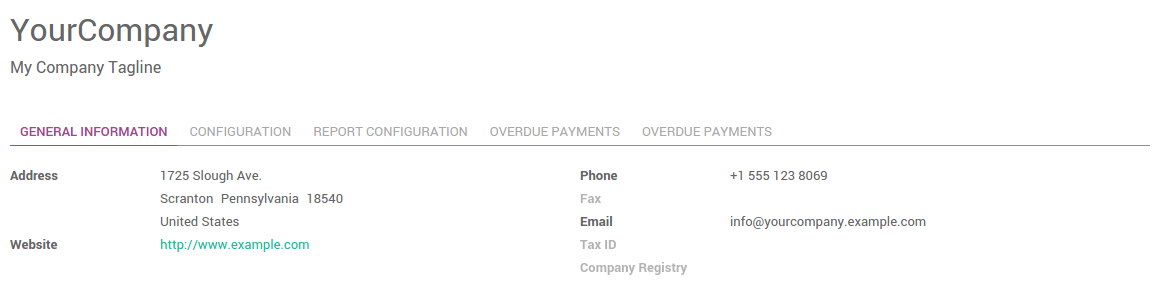 YourCompany
My Company Tagline
GENERAL INFORMATION CONFIGURATION REPORT CONFIGURATION OVERDUE PAYMENTS OVERDUE PAYMENTS
Address 1725 Slough Ave. Phone +1 555 123 8069
Scranton Pennsylvania 18540 Fax
United States Email info@yourcompany.example.com
Website http://www.example.com Tax ID
Company Registry